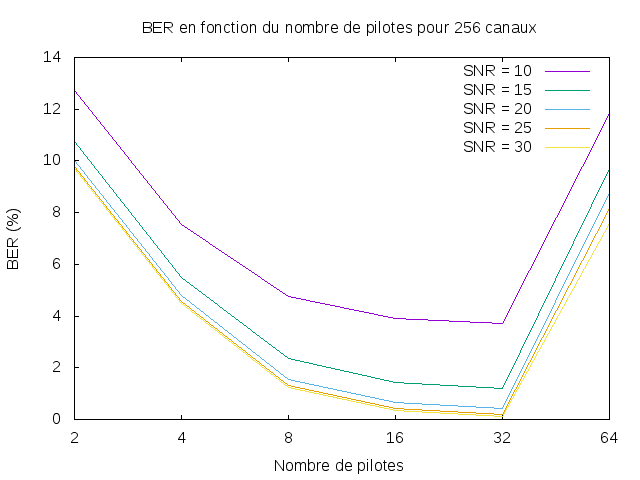 BER en fonction du nombre de pilotes pour 256 canaux
SNR = 10
SNR = 15
SNR = 20
SNR = 25
SNR = 30
BER (%)
14
12
10
8
6
4
2
0
2 4 8 16 32 64
Nombre de pilotes